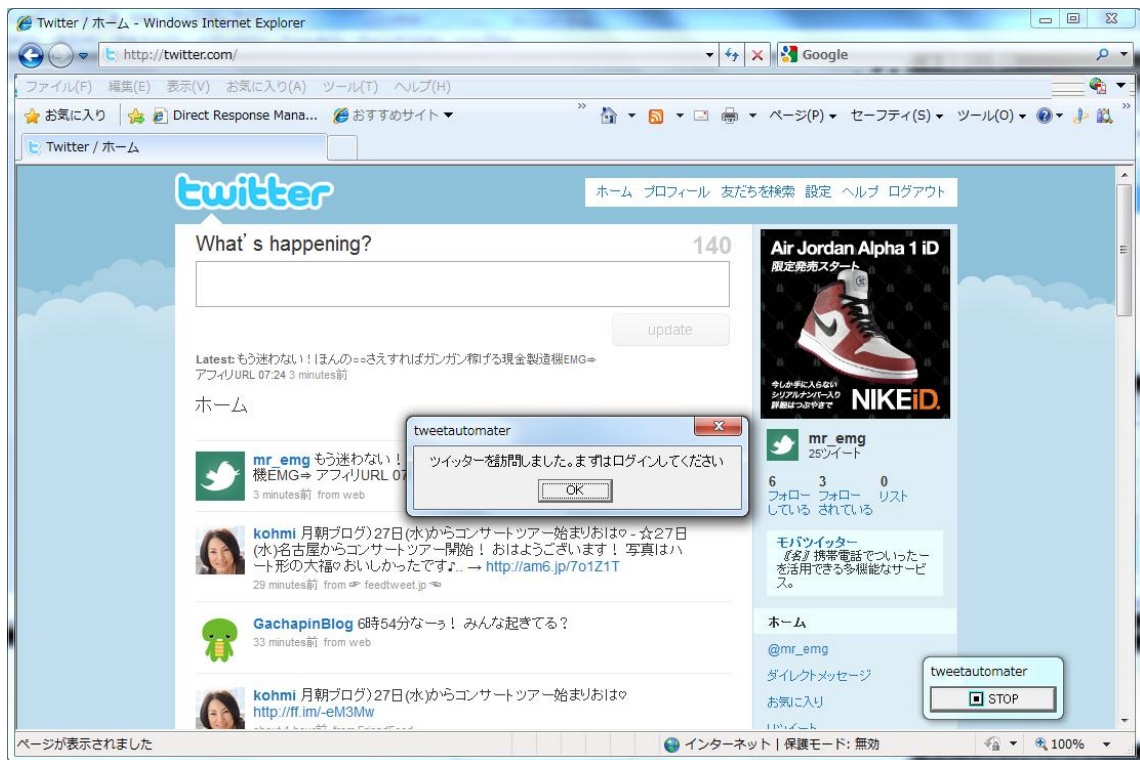 Twitter / ホーム - Windows Internet Explorer
http://twitter.com/
Google
ファイル(F) 編集(E) 表示(V) お気に入り(A) ツール(T) ヘルプ(H)
お気に入り Direct Response Mana... おすすめサイト ページ(P) セーフティ(S) ツール(O)
Twitter / ホーム
twitter
ホーム プロフィール 友だちを検索 設定 ヘルプ ログアウト
What's happening?
140
update
Latest: もう迷わない!ほんの○○さえすればガンガン稼げる現金製造機EMG⇒
アフィリURL 07:24 3 minutes前
ホーム
tweetautomater
ツイッターを訪問しました。まずはログインしてください
OK
mr_emg もう迷わない!
機EMG⇒ アフィリURL 07
3 minutes前 from web
kohmi 月朝ブログ)27日(水)からコンサートツアー始まりおは♡ - ☆27日
(水)名古屋からコンサートツアー開始! おはようございます! 写真はハ
ート形の大福♡おいしかったです♪.. → http://am6.jp/7o1Z1T
29 minutes前 from ☞ feedtweet.jp ☜
GachapinBlog 6時54分なーぅ! みんな起きてる?
33 minutes前 from web
kohmi 月朝ブログ)27日(水)からコンサートツアー始まりおは♡
http://ff.im/-eM3Mw
Air Jordan Alpha 1 iD
限定発売スタート
今しか手に入らない
シリアルナンバー入り
詳細はつぶやきで
NIKEiD.
mr_emg
25ツイート
6 3 0
フォロー フォロー リスト
している されている
モバツイッター
『名』携帯電話でついったー
を活用できる多機能なサービ
ス。
ホーム
@mr_emg
ダイレクトメッセージ
お気に入り
リツイート
tweetautomater
STOP
ページが表示されました
インターネット | 保護モード: 無効
100%